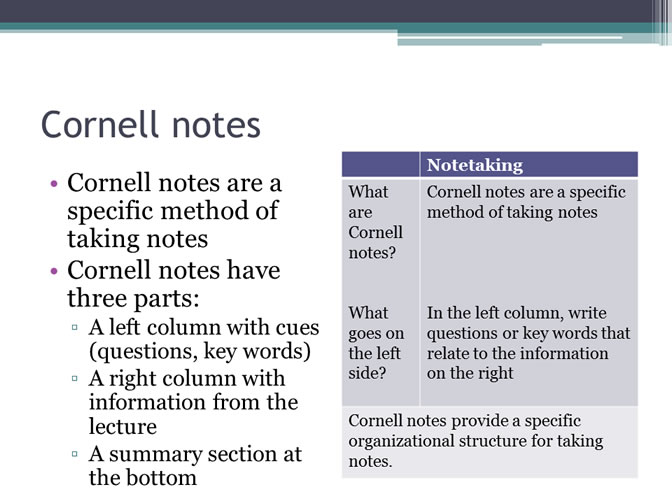 Cornell notes
• Cornell notes are a
specific method of
taking notes
• Cornell notes have
three parts:
▫ A left column with cues
(questions, key words)
▫ A right column with
information from the
lecture
▫ A summary section at
the bottom
Notetaking
What
are
Cornell
notes?
Cornell notes are a specific
method of taking notes
What
goes on
the left
side?
In the left column, write
questions or key words that
relate to the information
on the right
Cornell notes provide a specific
organizational structure for taking
notes.